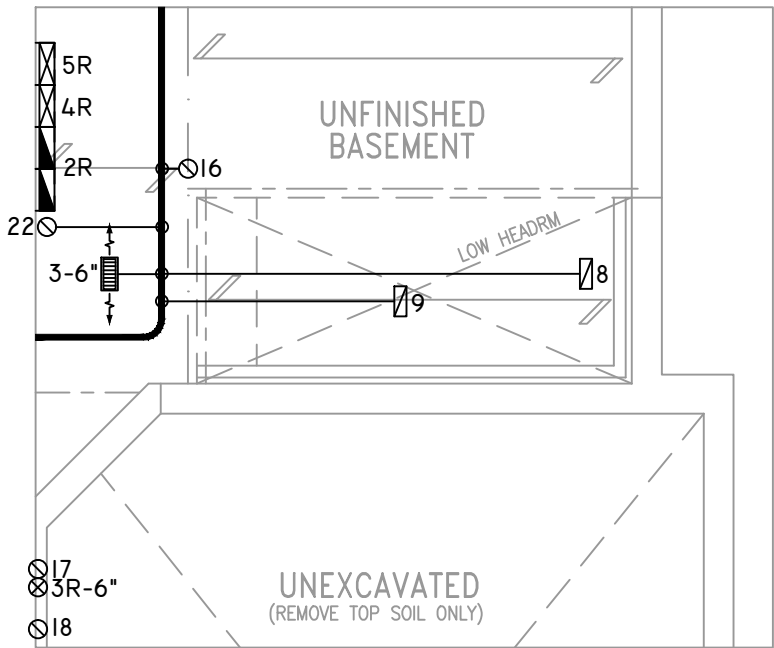 5R
4R
2R
UNFINISHED
BASEMENT
16
22
LOW HEADRM
3-6"
8
9
17
3R-6"
18
UNEXCAVATED
(REMOVE TOP SOIL ONLY)